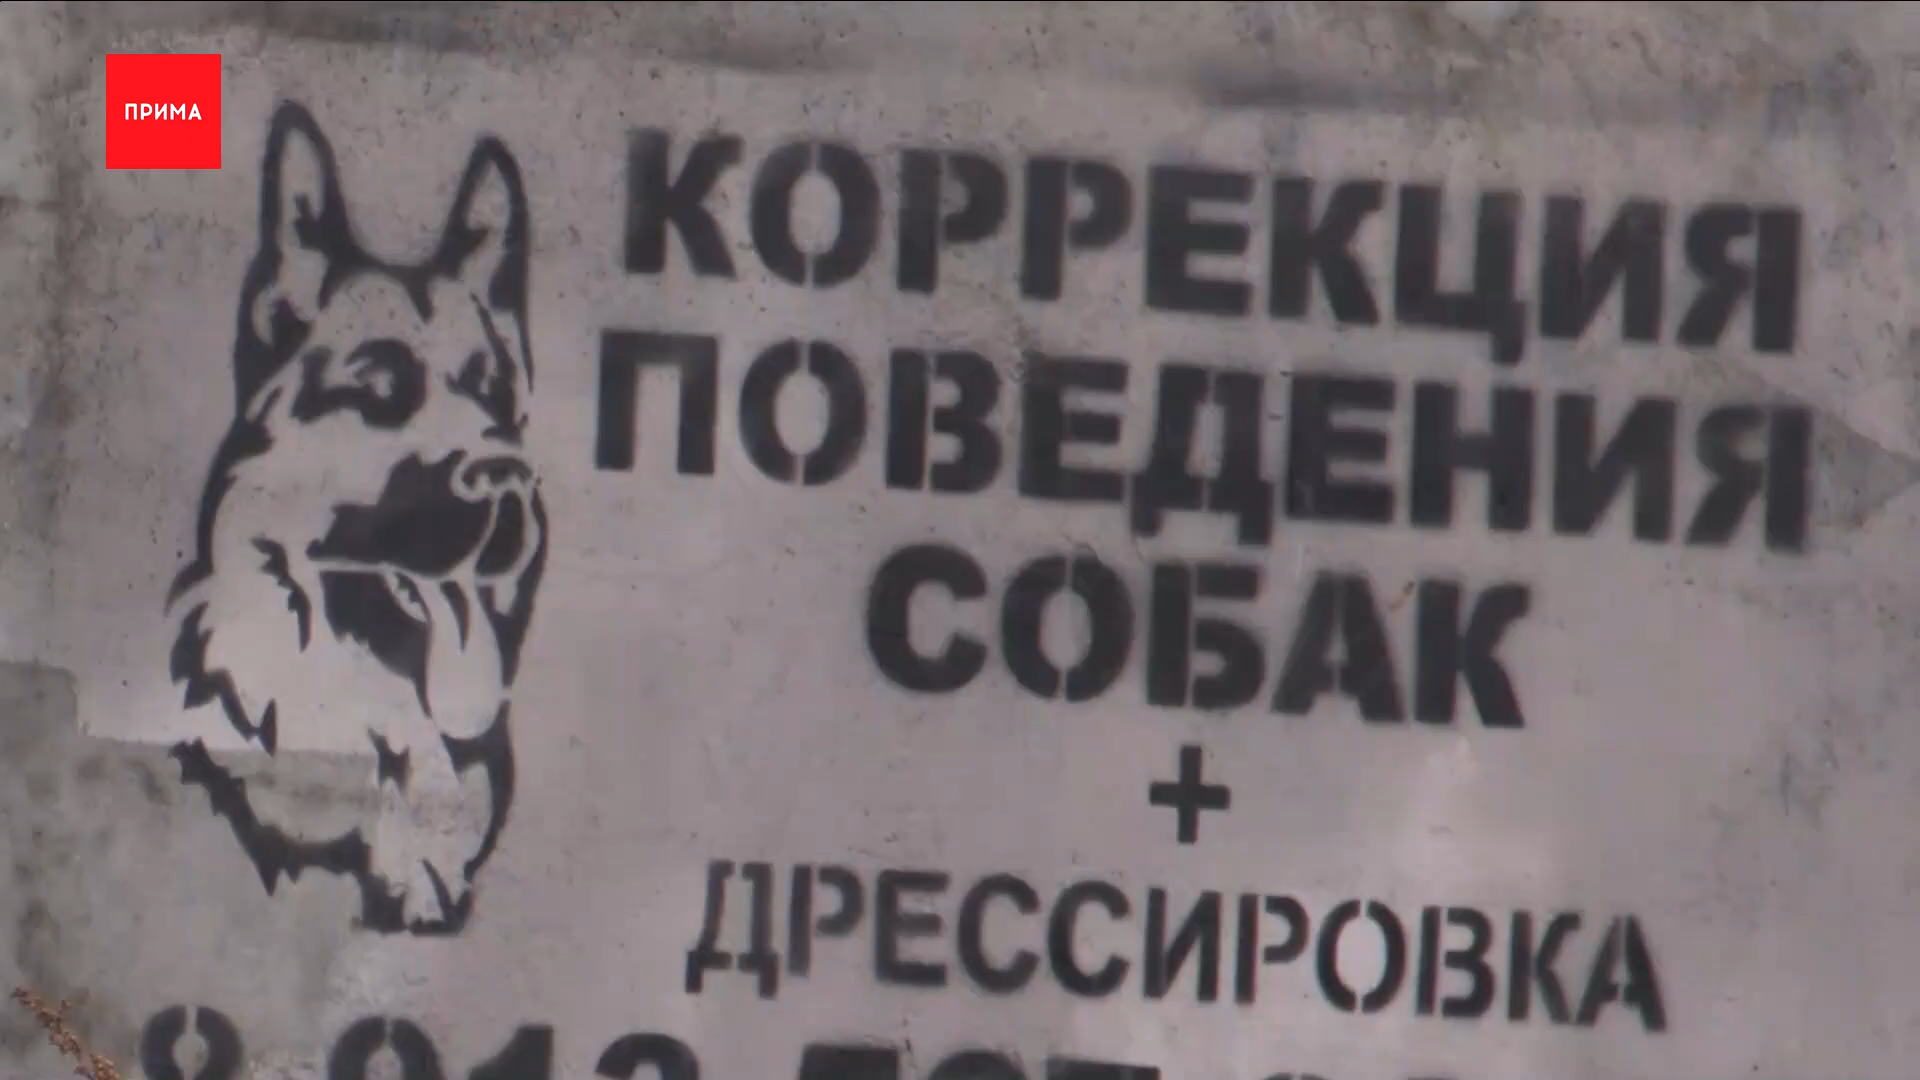 ПРИМА
КОРРЕКЦИЯ
ПОВЕДЕНИЯ
СОБАК
+
ДРЕССИРОВКА